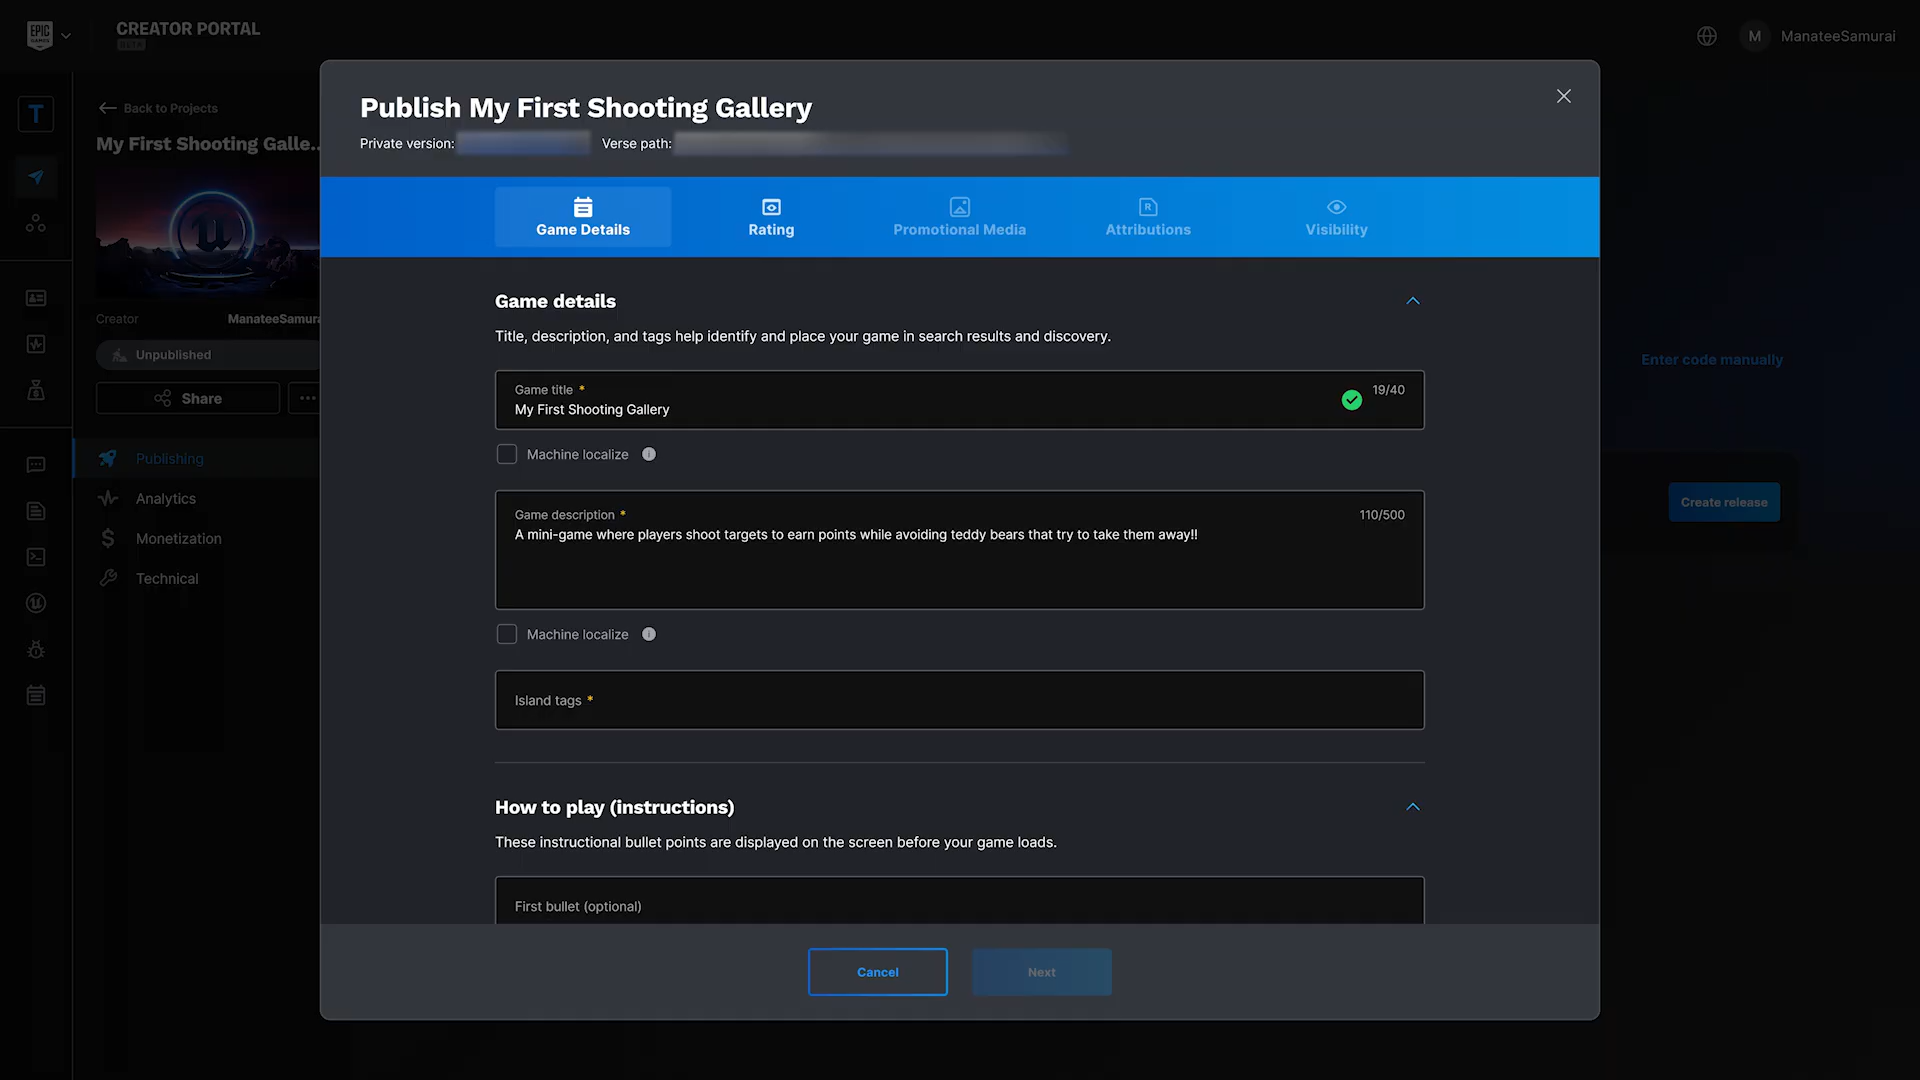 EPIC
GAMES
CREATOR PORTAL
BETA
M
ManateeSamurai
T
Back to Projects
My First Shooting Galle..
Creator
ManateeSamura
Unpublished
Share
Publishing
Analytics
Monetization
Technical
Enter code manually
Create release
Publish My First Shooting Gallery
Private version:
Verse path:
Game Details
Rating
Promotional Media
Attributions
Visibility
Game details
Title, description, and tags help identify and place your game in search results and discovery.
Game title *
19/40
My First Shooting Gallery
Machine localize
Game description *
110/500
A mini-game where players shoot targets to earn points while avoiding teddy bears that try to take them away!!
Machine localize
Island tags *
How to play (instructions)
These instructional bullet points are displayed on the screen before your game loads.
First bullet (optional)
Cancel
Next